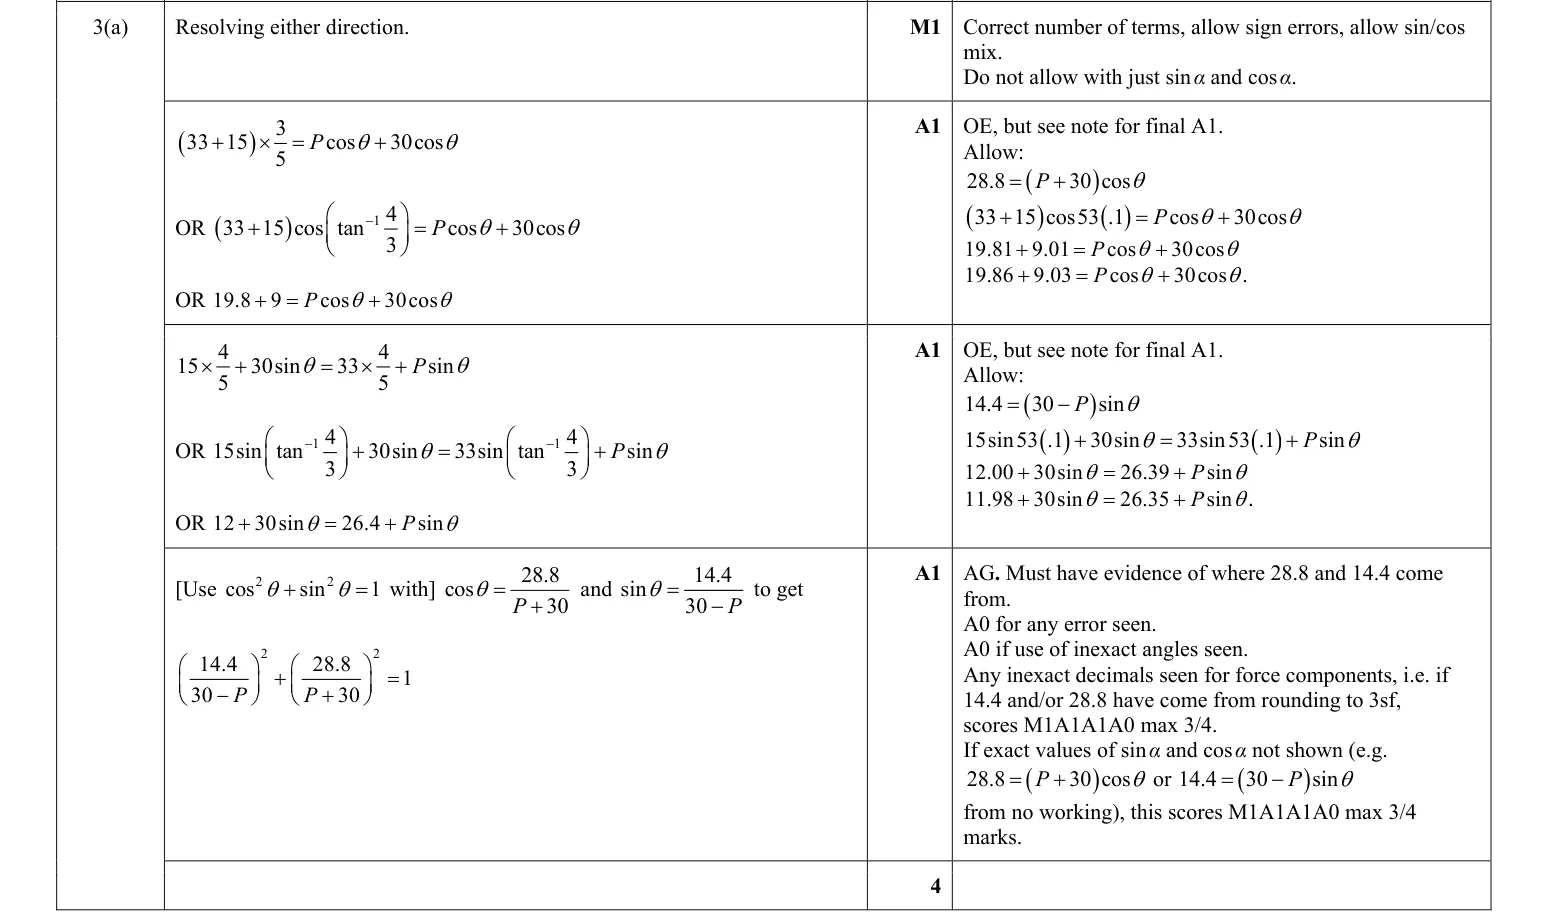 3(a)
Resolving either direction.
M1
Correct number of terms, allow sign errors, allow sin/cos
mix.
Do not allow with just sin α and cos α.
(33+15)×3/5 = P cos θ + 30 cos θ
OR (33+15)cos(tan⁻¹ 4/3) = P cos θ + 30 cos θ
OR 19.8 + 9 = P cos θ + 30 cos θ
A1
OE, but see note for final A1.
Allow:
28.8 = (P + 30)cos θ
(33+15)cos 53(.1) = P cos θ + 30 cos θ
19.81 + 9.01 = P cos θ + 30 cos θ
19.86 + 9.03 = P cos θ + 30 cos θ.
15×4/5 + 30 sin θ = 33×4/5 + P sin θ
OR 15 sin(tan⁻¹ 4/3) + 30 sin θ = 33 sin(tan⁻¹ 4/3) + P sin θ
OR 12 + 30 sin θ = 26.4 + P sin θ
A1
OE, but see note for final A1.
Allow:
14.4 = (30 − P)sin θ
15 sin 53(.1) + 30 sin θ = 33 sin 53(.1) + P sin θ
12.00 + 30 sin θ = 26.39 + P sin θ
11.98 + 30 sin θ = 26.35 + P sin θ.
[Use cos² θ + sin² θ = 1 with] cos θ = 28.8/(P + 30) and sin θ = 14.4/(30 − P) to get
(14.4/(30 − P))² + (28.8/(P + 30))² = 1
A1
AG. Must have evidence of where 28.8 and 14.4 come
from.
A0 for any error seen.
A0 if use of inexact angles seen.
Any inexact decimals seen for force components, i.e. if
14.4 and/or 28.8 have come from rounding to 3sf,
scores M1A1A1A0 max 3/4.
If exact values of sin α and cos α not shown (e.g.
28.8 = (P + 30)cos θ or 14.4 = (30 − P)sin θ
from no working), this scores M1A1A1A0 max 3/4
marks.
4